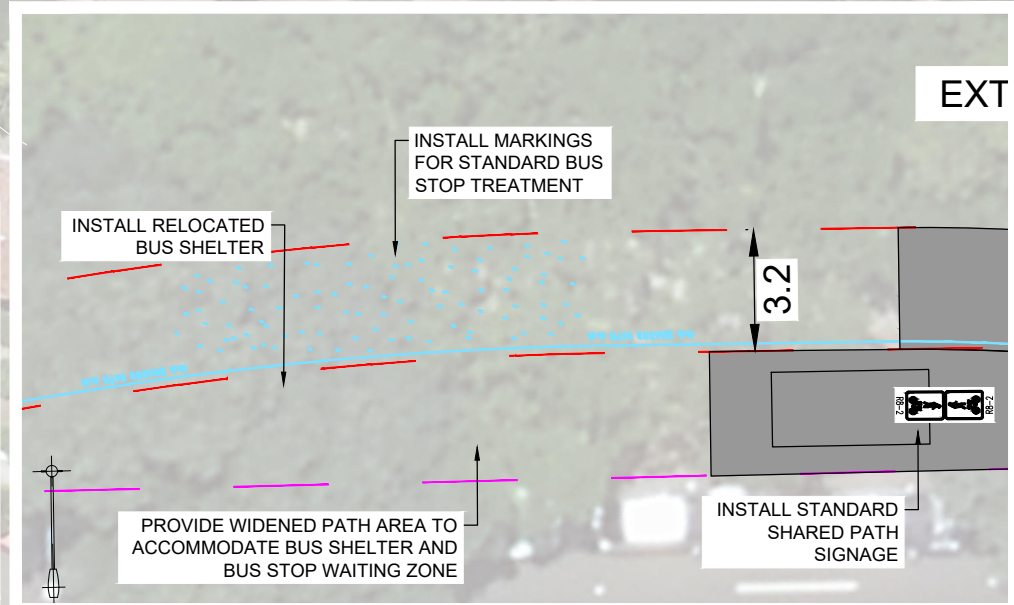 EXT
INSTALL MARKINGS
FOR STANDARD BUS
STOP TREATMENT
INSTALL RELOCATED
BUS SHELTER
3.2
R8-2
R8-2
PROVIDE WIDENED PATH AREA TO
ACCOMMODATE BUS SHELTER AND
BUS STOP WAITING ZONE
INSTALL STANDARD
SHARED PATH
SIGNAGE